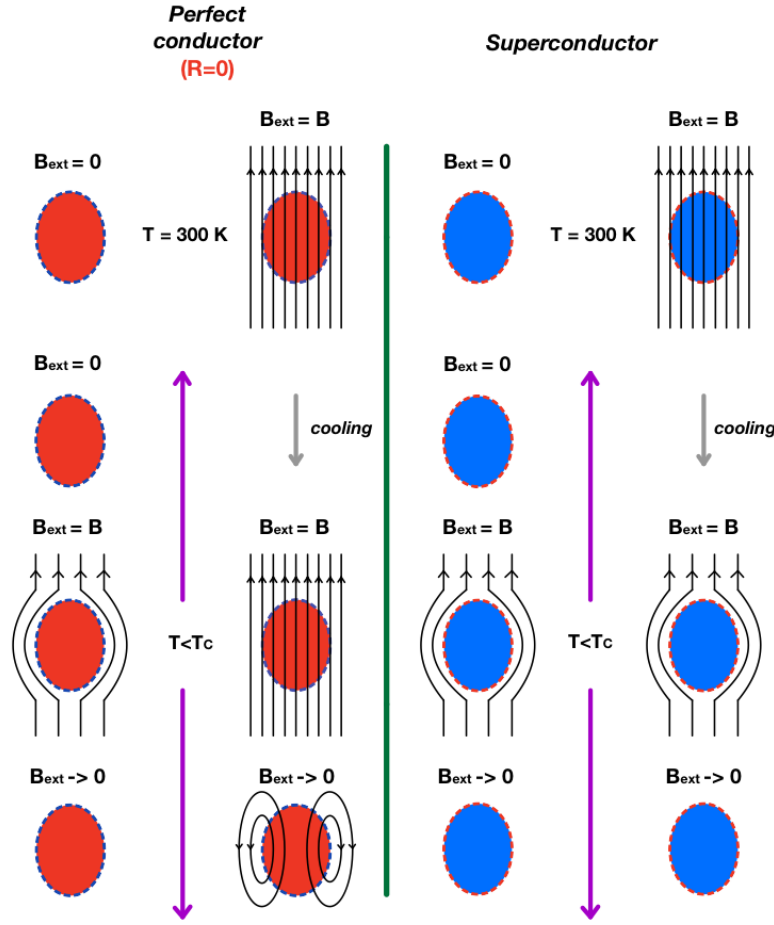 Perfect
conductor
(R=0)
Superconductor
Bext = 0
Bext = B
T = 300 K
Bext = 0
Bext = B
T = 300 K
Bext = 0
cooling
Bext = 0
cooling
Bext = B
Bext = B
Bext = B
Bext = B
T<Tc
T<Tc
Bext -> 0
Bext -> 0
Bext -> 0
Bext -> 0